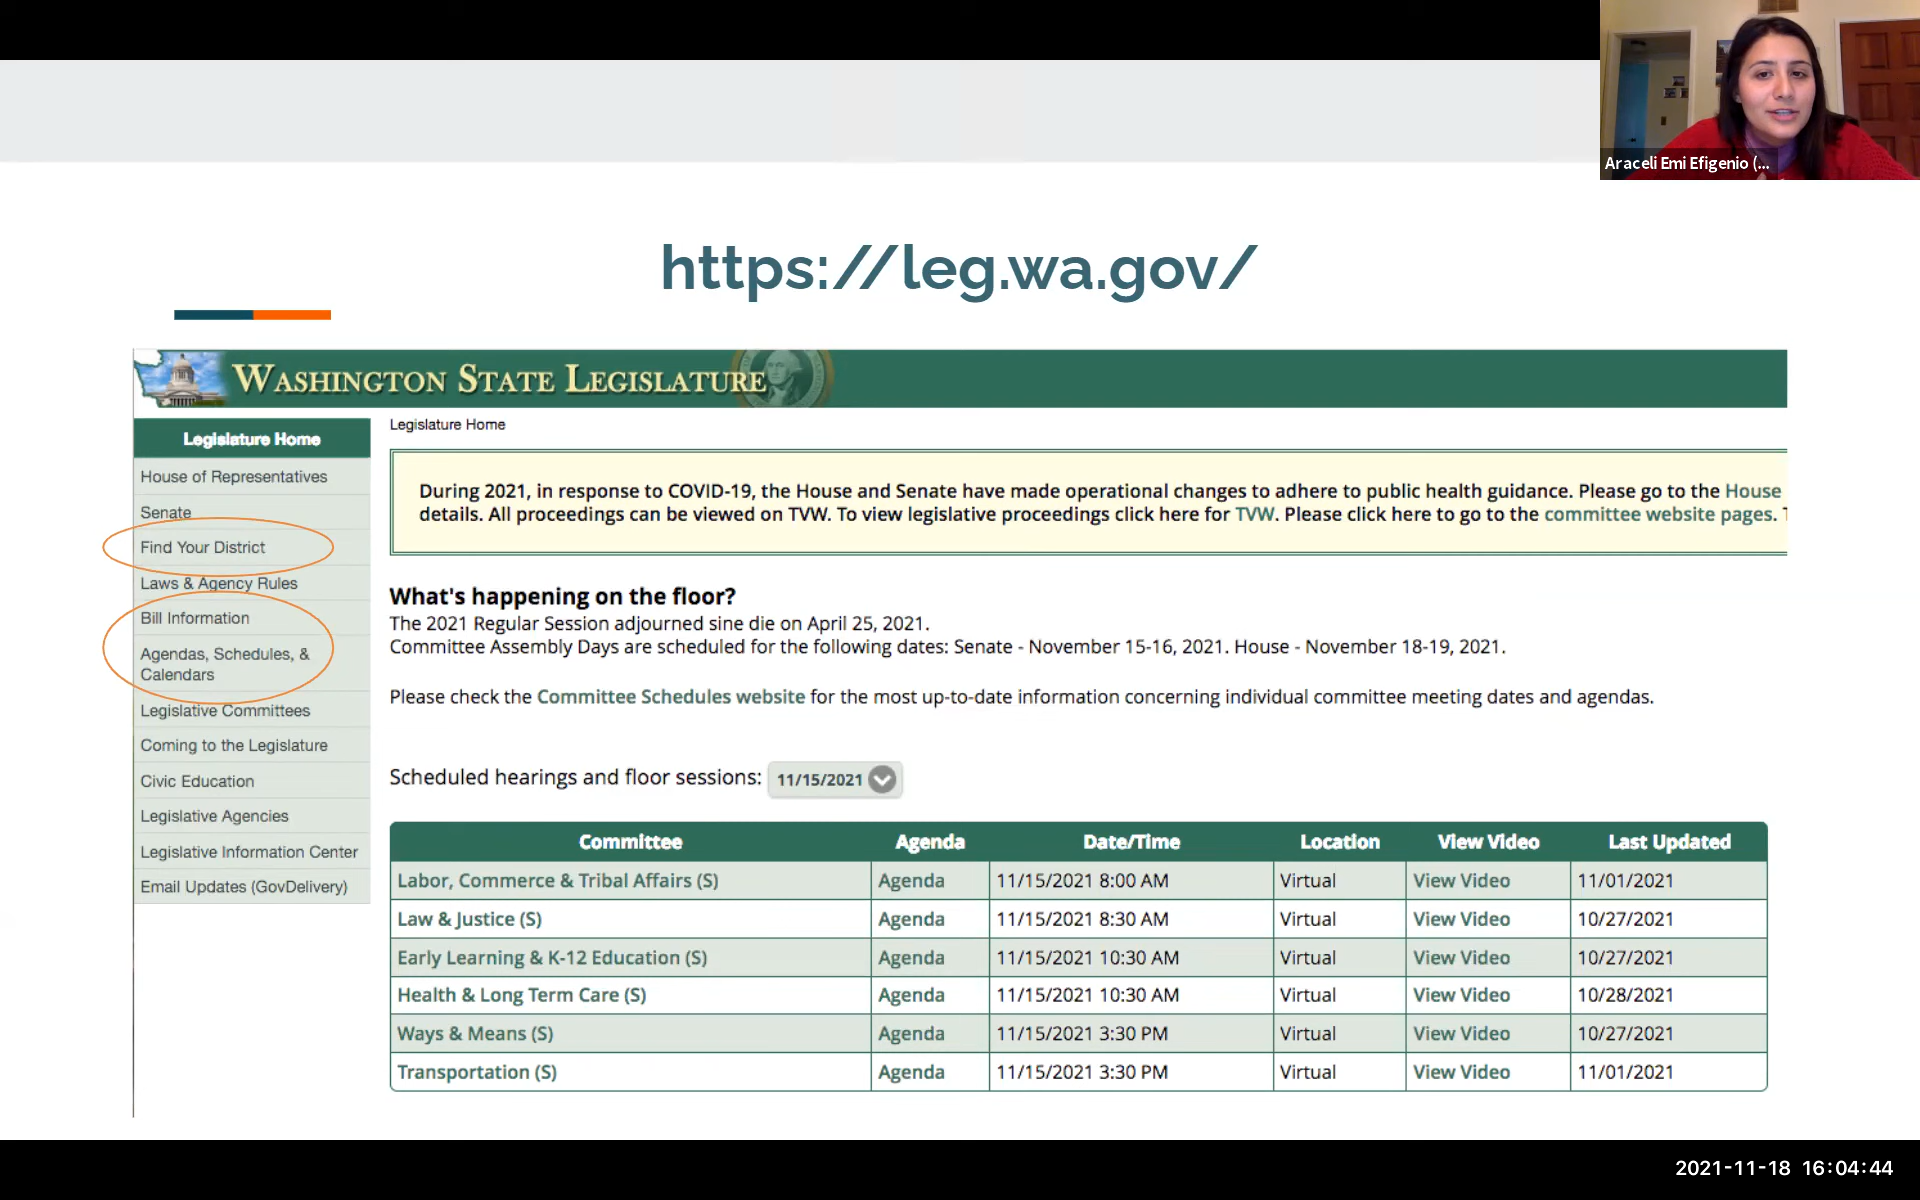 Araceli Emi Efigenio (...
https://leg.wa.gov/
WASHINGTON STATE LEGISLATURE
Legislature Home
House of Representatives
Senate
Find Your District
Laws & Agency Rules
Bill Information
Agendas, Schedules, &
Calendars
Legislative Committees
Coming to the Legislature
Civic Education
Legislative Agencies
Legislative Information Center
Email Updates (GovDelivery)
Legislature Home
During 2021, in response to COVID-19, the House and Senate have made operational changes to adhere to public health guidance. Please go to the House
details. All proceedings can be viewed on TVW. To view legislative proceedings click here for TVW. Please click here to go to the committee website pages.
What's happening on the floor?
The 2021 Regular Session adjourned sine die on April 25, 2021.
Committee Assembly Days are scheduled for the following dates: Senate - November 15-16, 2021. House - November 18-19, 2021.
Please check the Committee Schedules website for the most up-to-date information concerning individual committee meeting dates and agendas.
Scheduled hearings and floor sessions: 11/15/2021
Committee Agenda Date/Time Location View Video Last Updated
Labor, Commerce & Tribal Affairs (S) Agenda 11/15/2021 8:00 AM Virtual View Video 11/01/2021
Law & Justice (S) Agenda 11/15/2021 8:30 AM Virtual View Video 10/27/2021
Early Learning & K-12 Education (S) Agenda 11/15/2021 10:30 AM Virtual View Video 10/27/2021
Health & Long Term Care (S) Agenda 11/15/2021 10:30 AM Virtual View Video 10/28/2021
Ways & Means (S) Agenda 11/15/2021 3:30 PM Virtual View Video 10/27/2021
Transportation (S) Agenda 11/15/2021 3:30 PM Virtual View Video 11/01/2021
2021-11-18 16:04:44